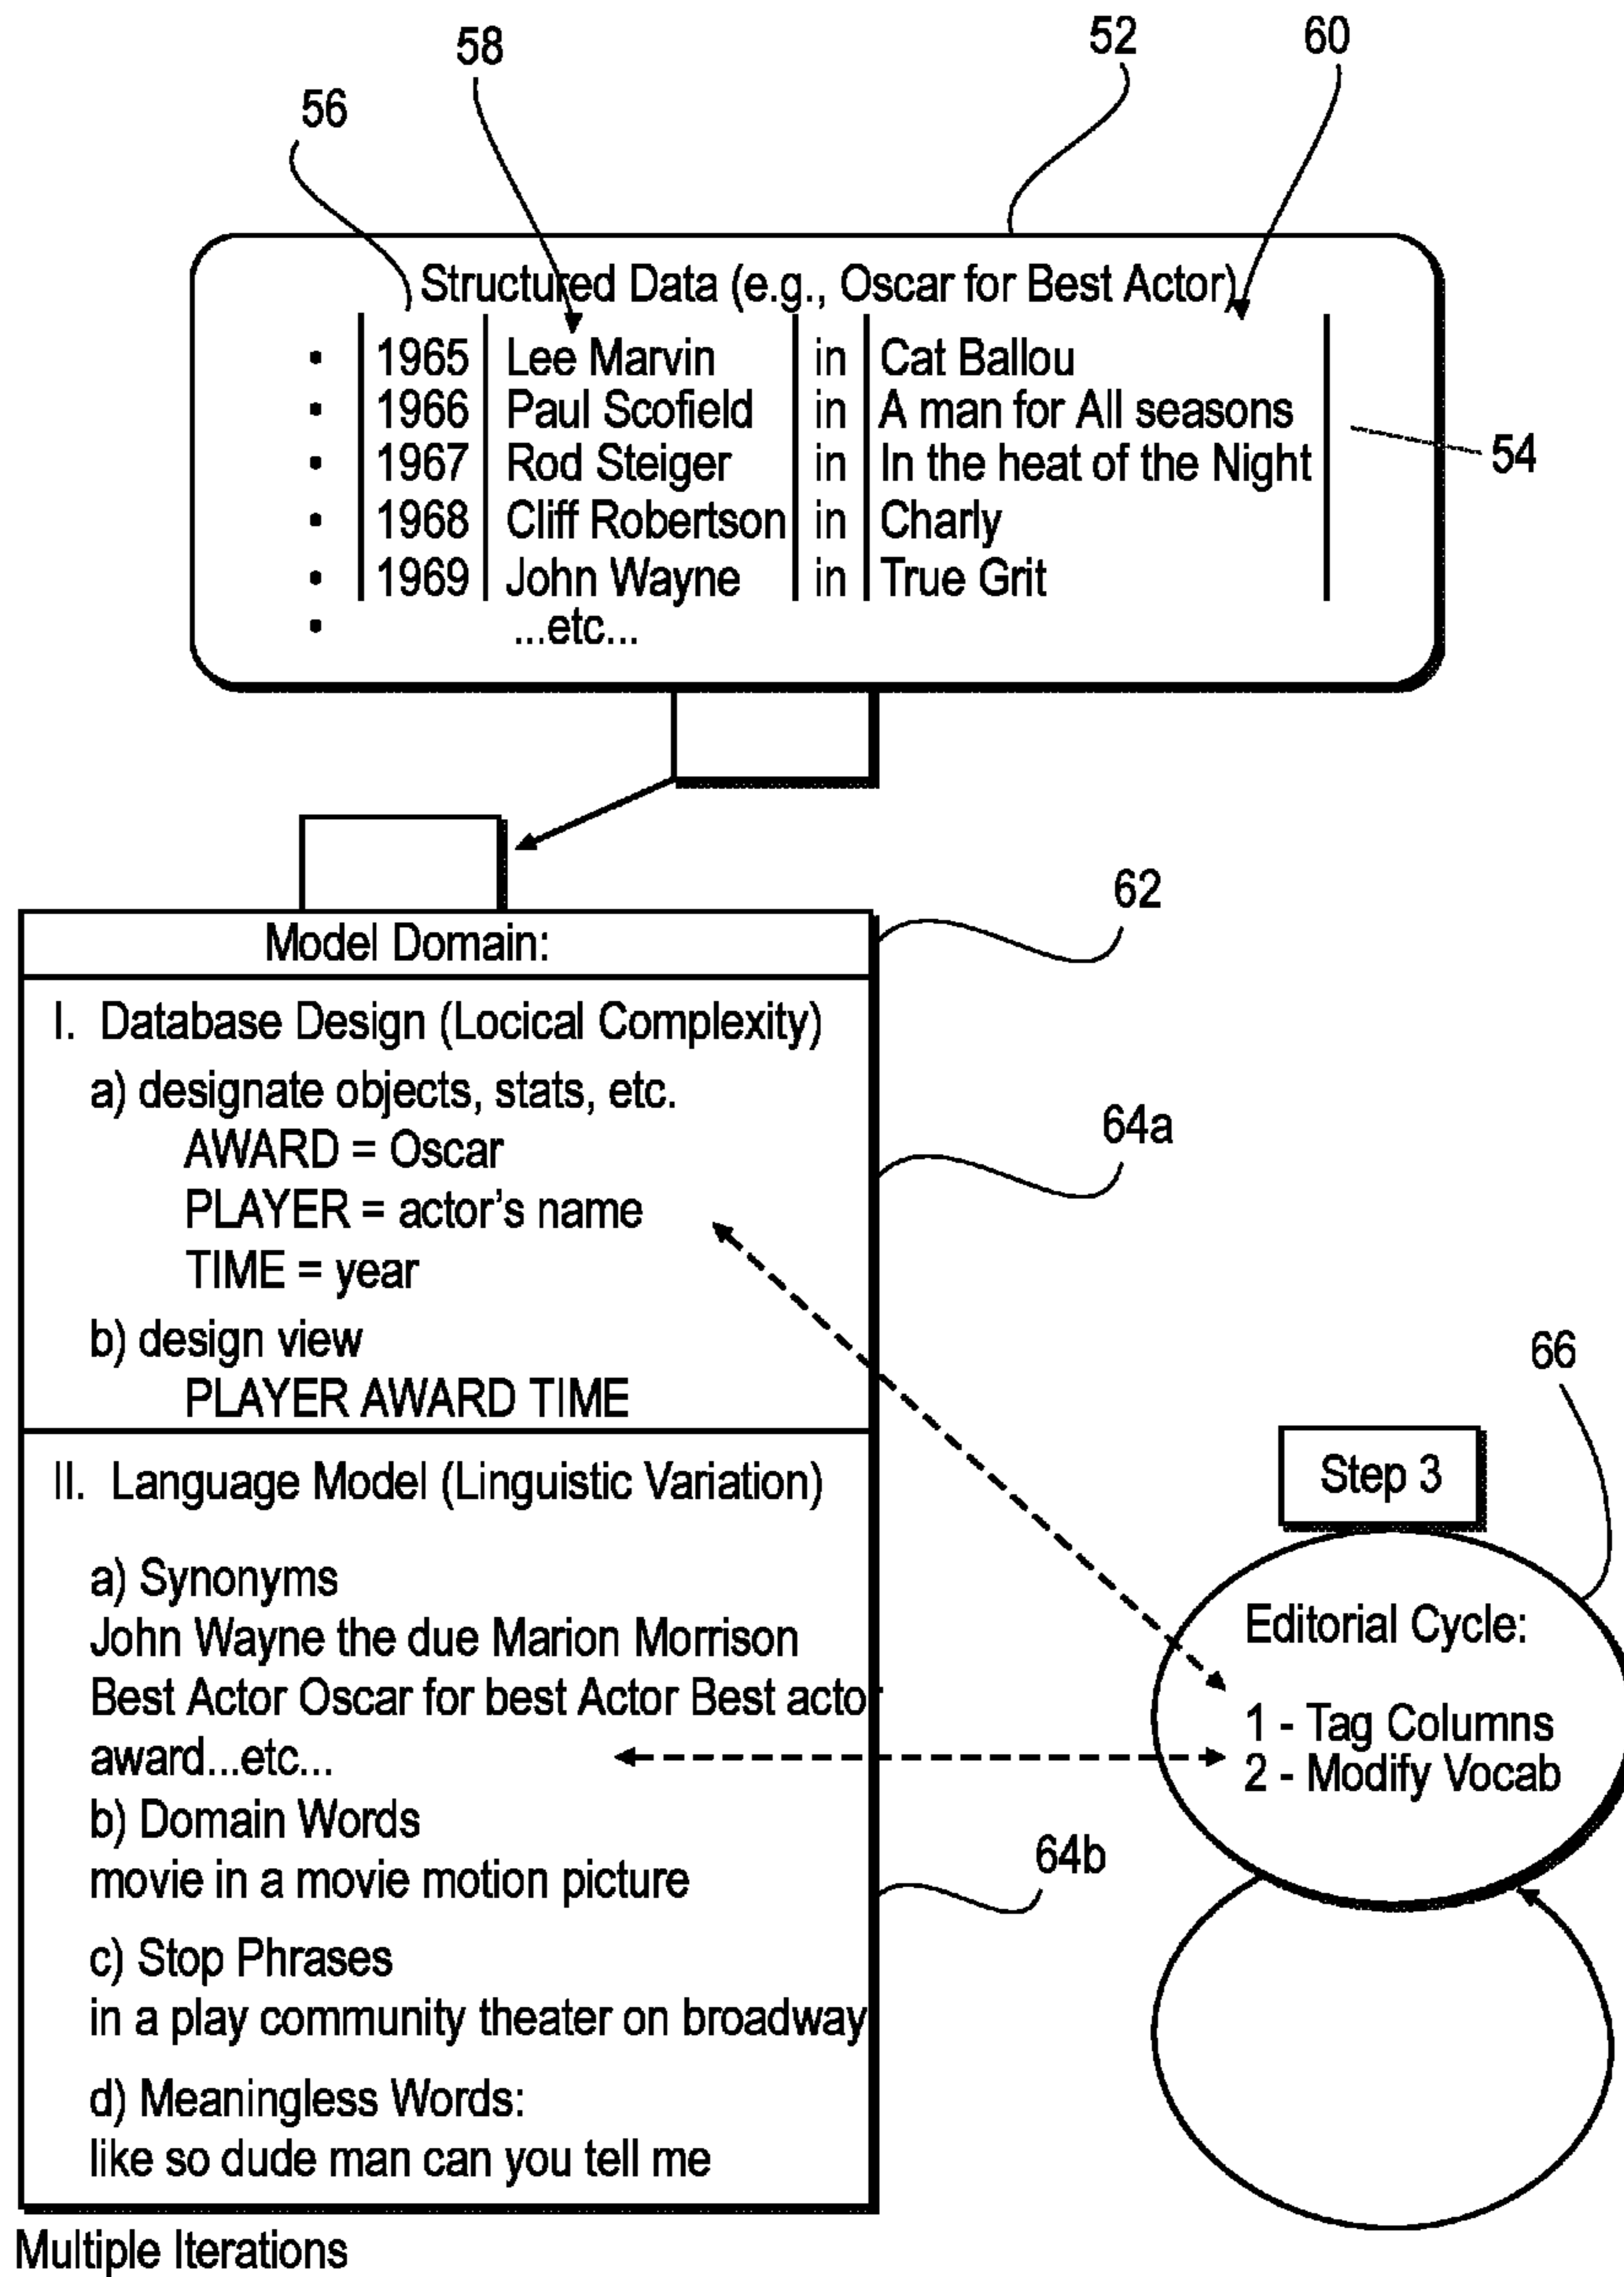 58
52
60
56
Structured Data (e.g., Oscar for Best Actor)
• 1965 Lee Marvin in Cat Ballou
• 1966 Paul Scofield in A man for All seasons
• 1967 Rod Steiger in In the heat of the Night
54
• 1968 Cliff Robertson in Charly
• 1969 John Wayne in True Grit
• ...etc...
62
Model Domain:
I. Database Design (Locical Complexity)
a) designate objects, stats, etc.
AWARD = Oscar
64a
PLAYER = actor's name
TIME = year
b) design view
PLAYER AWARD TIME
66
II. Language Model (Linguistic Variation)
a) Synonyms
John Wayne the due Marion Morrison
Best Actor Oscar for best Actor Best actor
award...etc...
b) Domain Words
movie in a movie motion picture
64b
c) Stop Phrases
in a play community theater on broadway
d) Meaningless Words:
like so dude man can you tell me
Multiple Iterations
Step 3
Editorial Cycle:
1 - Tag Columns
2 - Modify Vocab